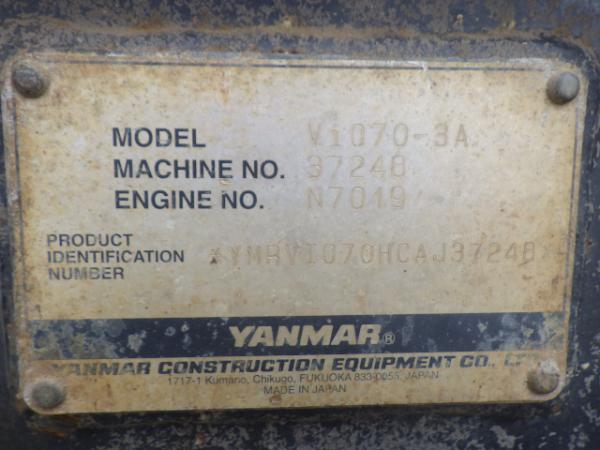 MODEL Vi070-3A
MACHINE NO. 37248
ENGINE NO. N7019
PRODUCT IDENTIFICATION NUMBER *YMRVI070HCAJ37248*
YANMAR®
YANMAR CONSTRUCTION EQUIPMENT CO.,
1717-1 Kumano, Chikugo, FUKUOKA 833-0055, JAPAN
MADE IN JAPAN